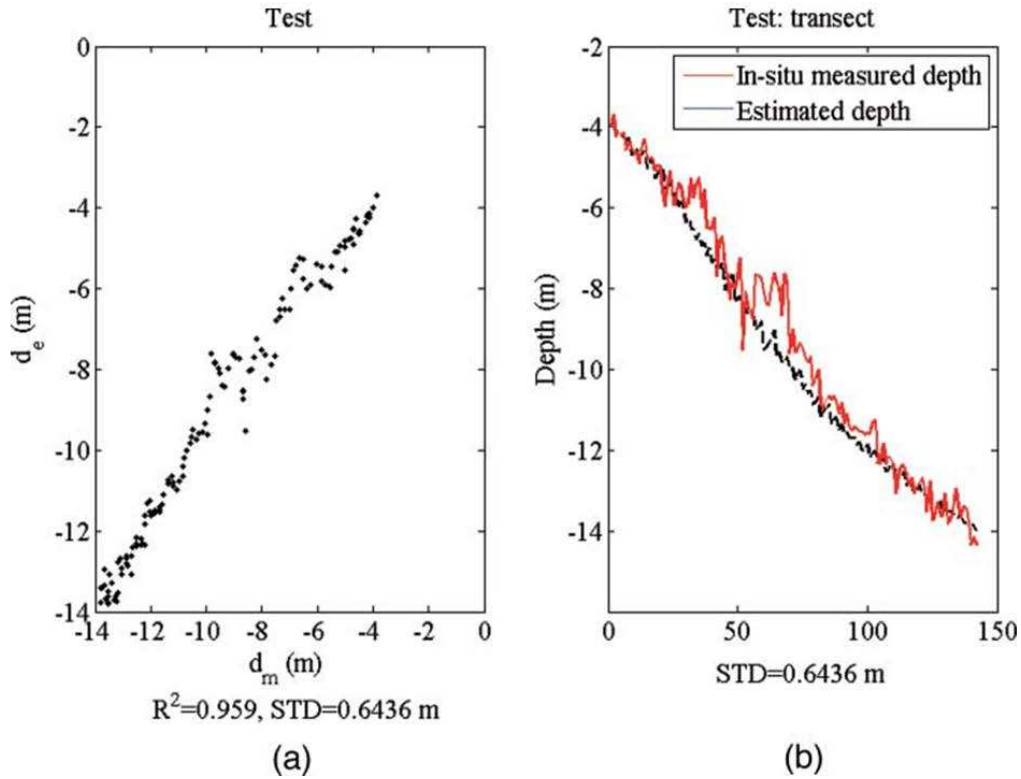 Test
0
-2
-4
-6
-8
-10
-12
-14
d_e (m)
-14 -12 -10 -8 -6 -4 -2 0
d_m (m)
R²=0.959, STD=0.6436 m
(a)
Test: transect
-2
-4
-6
-8
-10
-12
-14
Depth (m)
In-situ measured depth
Estimated depth
0 50 100 150
STD=0.6436 m
(b)